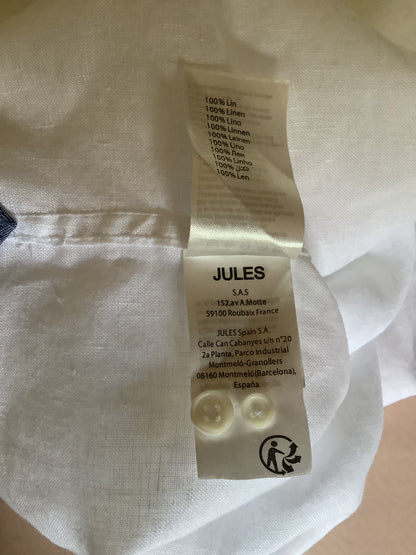 100% Lin
100% Linen
100% Lino
100% Linnen
100% Leinen
100% Lino
100% Лен
100% Linho
100% كتان
100% Len
JULES
S.A.S
152,av A.Motte
59100 Roubaix France
JULES Spain S.A.
Calle Can Cabanyes s/n n°20
2a Planta, Parco Industrial
Montmeló-Granollers
08160 Montmeló(Barcelona),
España